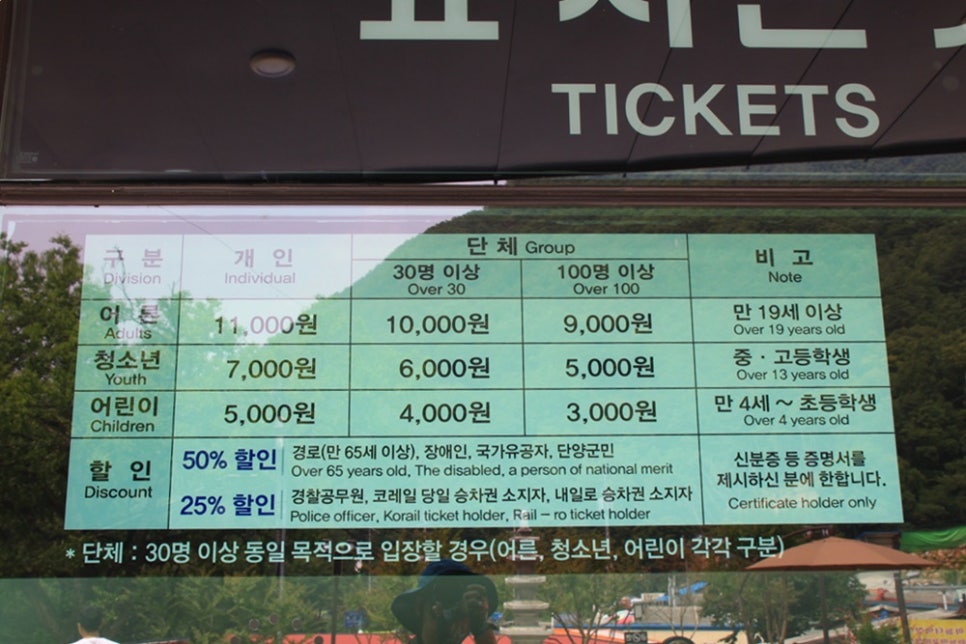 TICKETS
구 분 개 인 단 체 Group 비 고
Division Individual 30명 이상 100명 이상 Note
Over 30 Over 100
어 른 11,000원 10,000원 9,000원 만 19세 이상
Adults Over 19 years old
청소년 7,000원 6,000원 5,000원 중 · 고등학생
Youth Over 13 years old
어린이 5,000원 4,000원 3,000원 만 4세 ~ 초등학생
Children Over 4 years old
할 인 50% 할인 경로(만 65세 이상), 장애인, 국가유공자, 단양군민 신분증 등 증명서를
Discount Over 65 years old, The disabled, a person of national merit 제시하신 분에 한합니다.
25% 할인 경찰공무원, 코레일 당일 승차권 소지자, 내일로 승차권 소지자 Certificate holder only
Police officer, Korail ticket holder, Rail - ro ticket holder
* 단체 : 30명 이상 동일 목적으로 입장할 경우(어른, 청소년, 어린이 각각 구분)